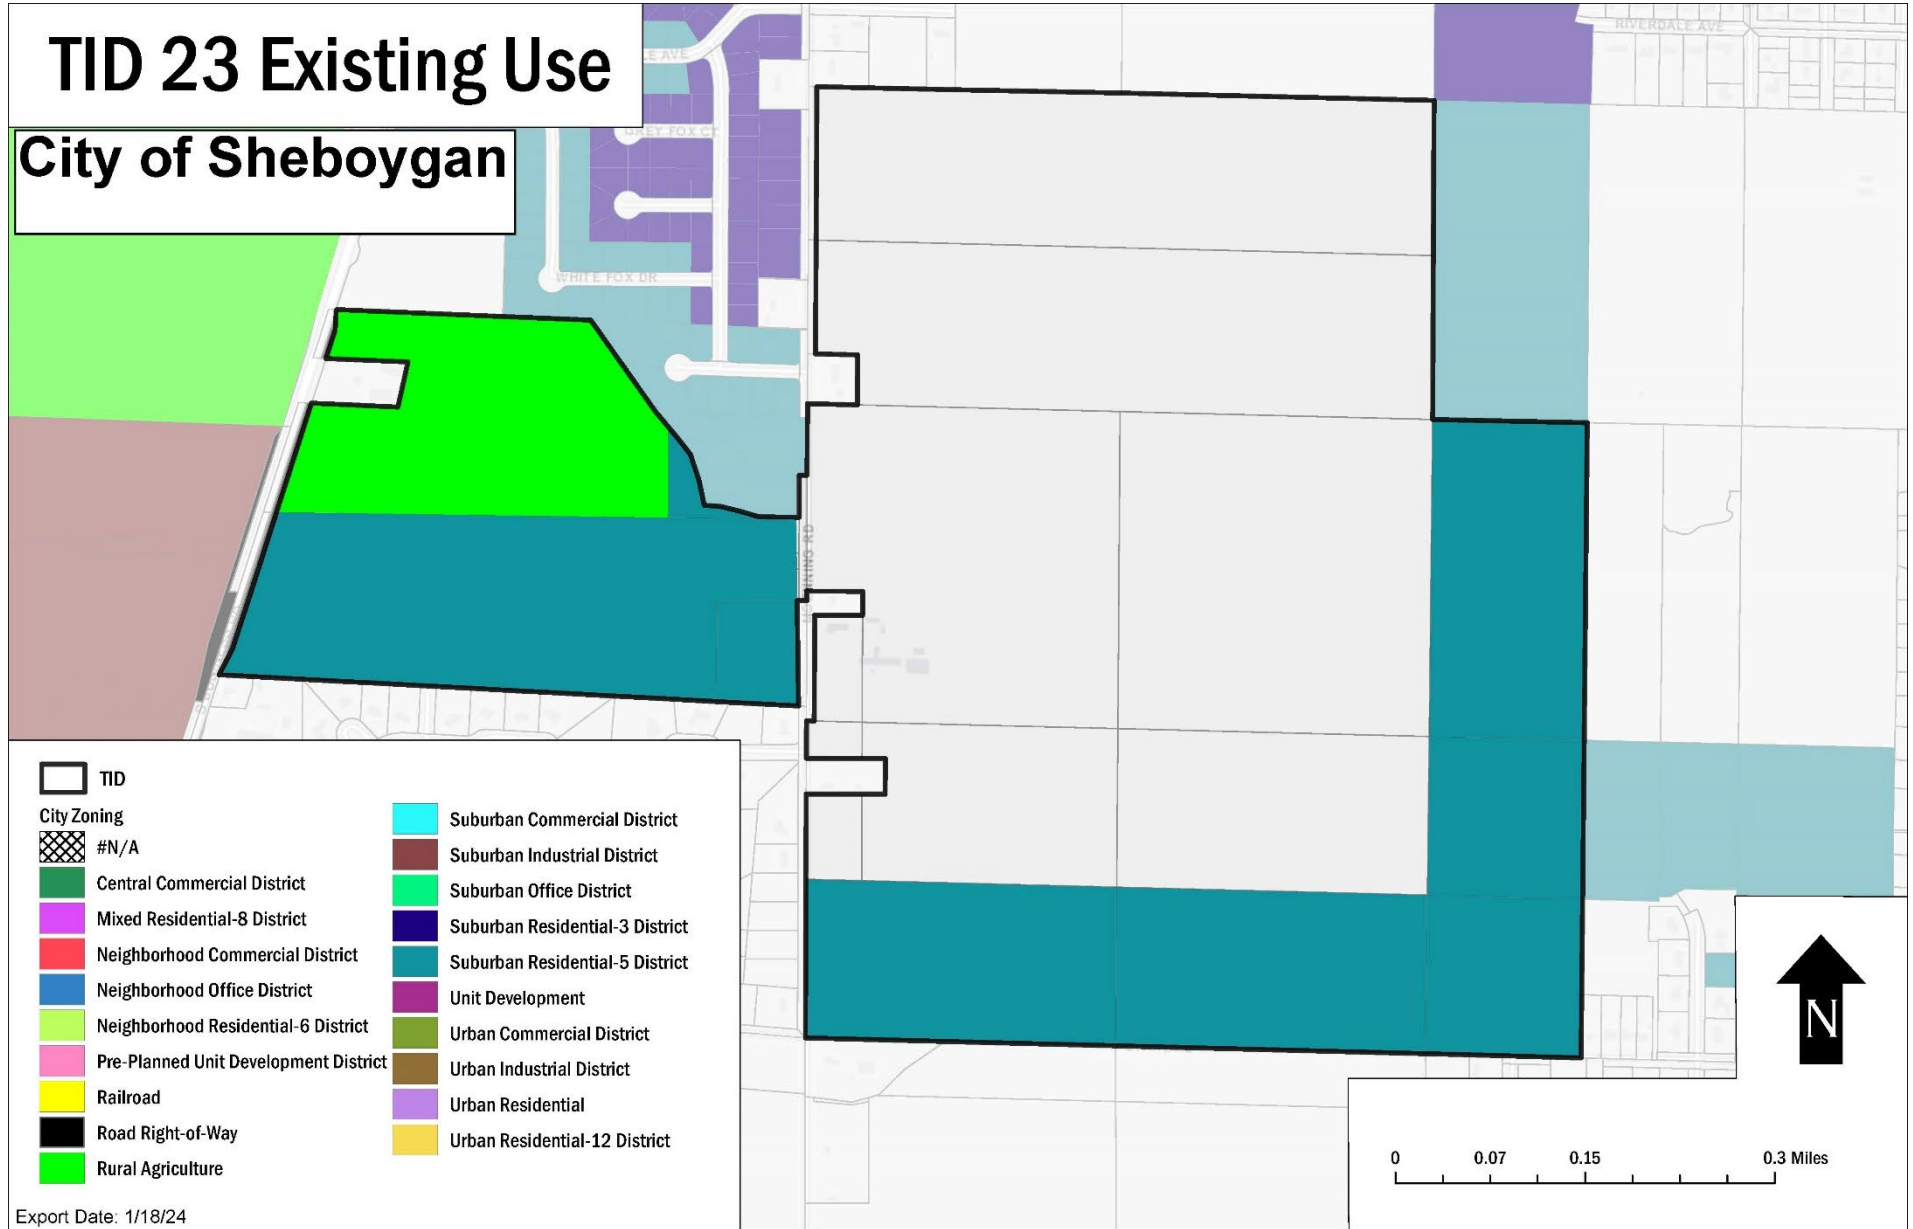 TID 23 Existing Use
City of Sheboygan
RIVERDALE AVE
LE AVE
GREY FOX CT
WHITE FOX DR
TID
City Zoning
#N/A
Central Commercial District
Mixed Residential-8 District
Neighborhood Commercial District
Neighborhood Office District
Neighborhood Residential-6 District
Pre-Planned Unit Development District
Railroad
Road Right-of-Way
Rural Agriculture
Suburban Commercial District
Suburban Industrial District
Suburban Office District
Suburban Residential-3 District
Suburban Residential-5 District
Unit Development
Urban Commercial District
Urban Industrial District
Urban Residential
Urban Residential-12 District
N
0 0.07 0.15 0.3 Miles
Export Date: 1/18/24